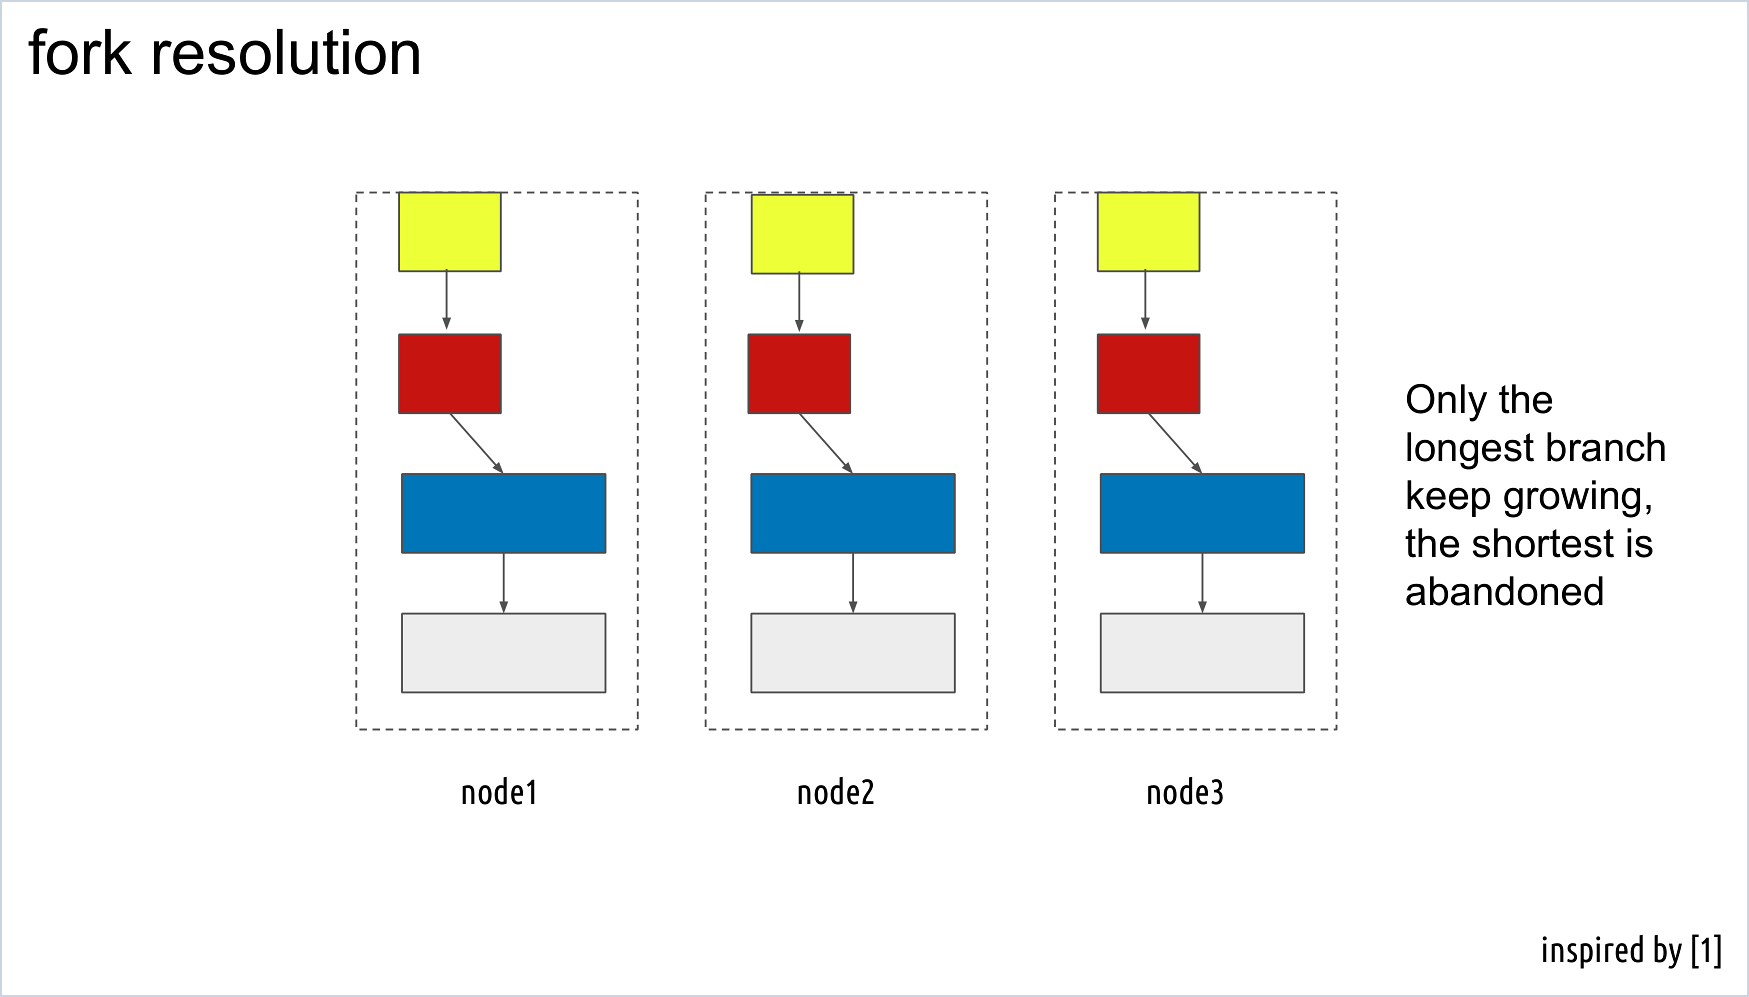 fork resolution
Only the
longest branch
keep growing,
the shortest is
abandoned
node1
node2
node3
inspired by [1]